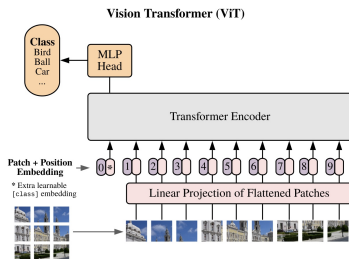 Vision Transformer (ViT)
Class
Bird
Ball
Car
...
MLP
Head
Transformer Encoder
Patch + Position
Embedding
0 * 1 2 3 4 5 6 7 8 9
* Extra learnable
[class] embedding
Linear Projection of Flattened Patches